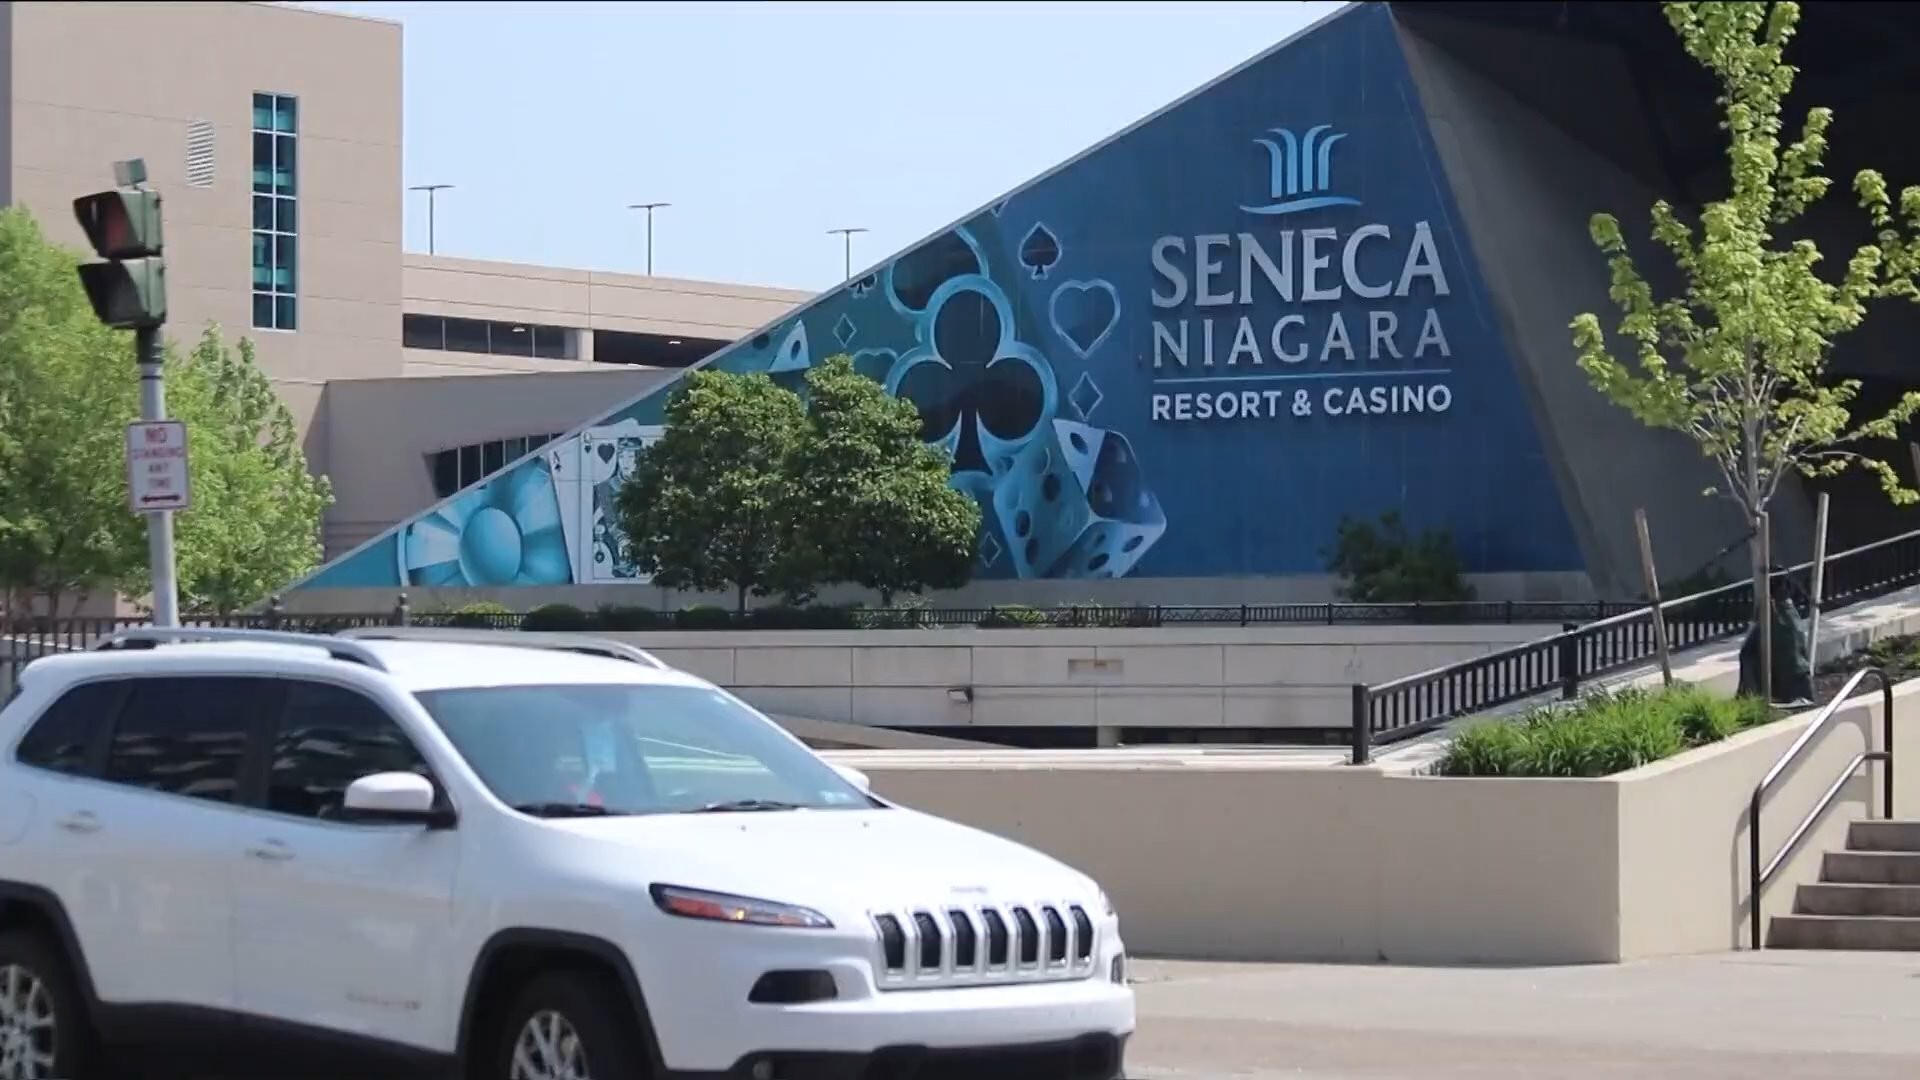 SENECA
NIAGARA
RESORT & CASINO
NO
STANDING
ANY
TIME